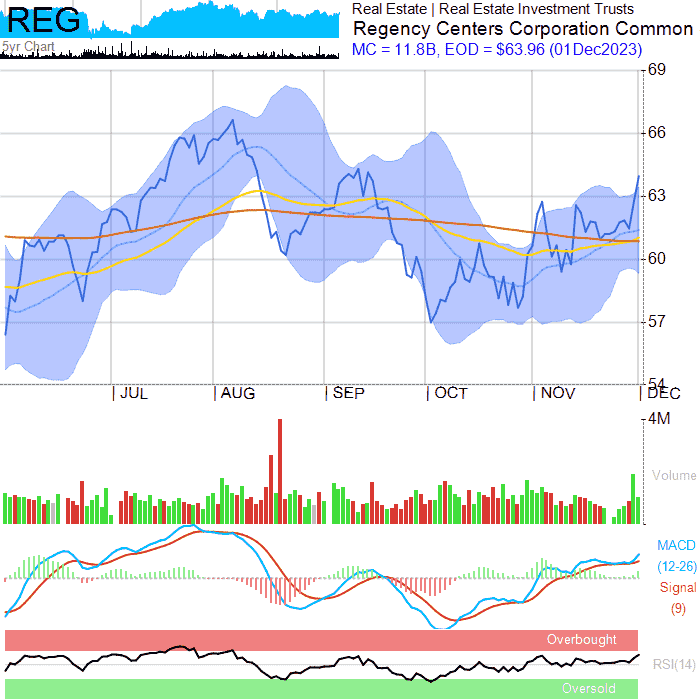 REG
Real Estate | Real Estate Investment Trusts
Regency Centers Corporation Common
MC = 11.8B, EOD = $63.96 (01Dec2023)
5yr Chart
69
66
63
60
57
54
JUL AUG SEP OCT NOV DEC
4M
Volume
MACD
(12-26)
Signal
(9)
Overbought
RSI(14)
Oversold